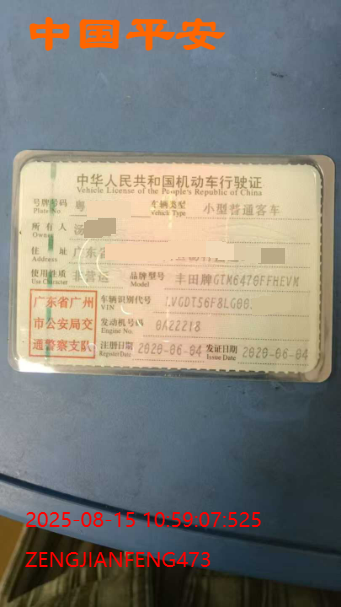 中国平安
中华人民共和国机动车行驶证
Vehicle License of the People's Republic of China
号牌号码 粤 车辆类型 小型普通客车
Plate No. Vehicle Type
所有人 汤
Owner
住址 广东省
Address
使用性质 非营运 品牌型号 丰田牌GTM6470FFHEVM
Use Character
车辆识别代号 LVGDT56F8LG00
VIN
发动机号码 0A22218
Engine No.
注册日期 2020-06-04 发证日期 2020-06-04
Register Date Issue Date
广东省广州
市公安局交
通警察支队
2025-08-15 10:59:07:525
ZENGJIANFENG473